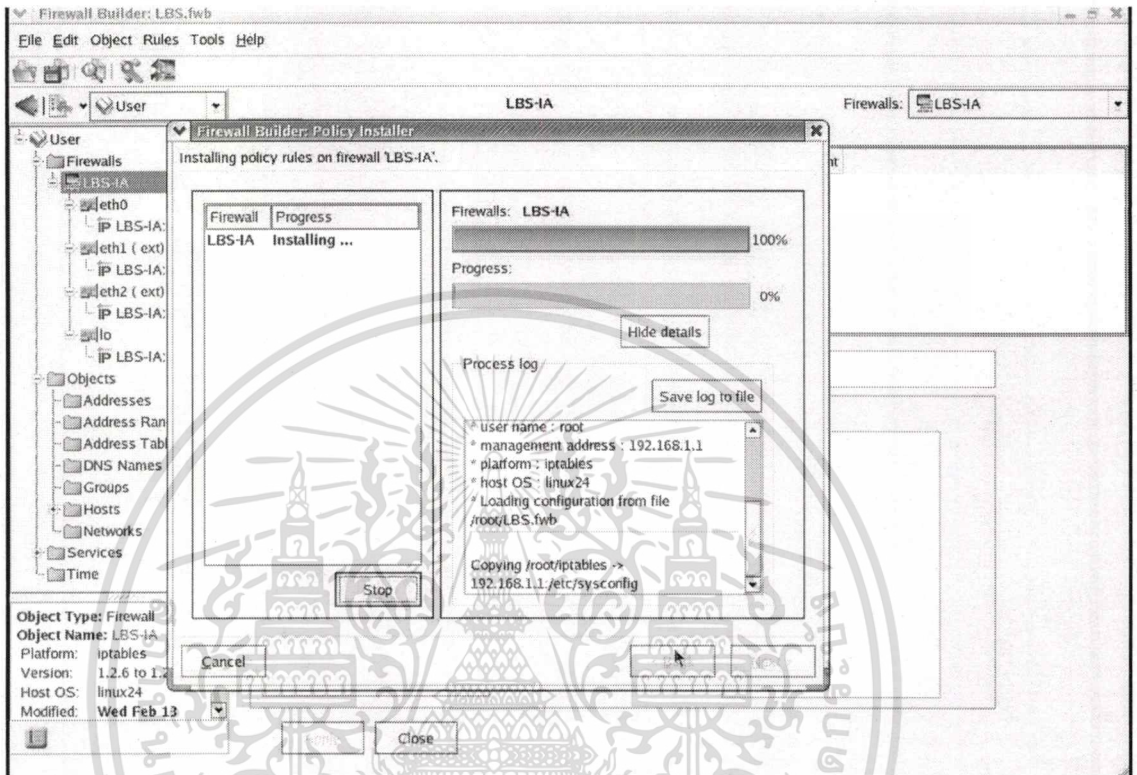 Firewall Builder: LBS.fwb
File Edit Object Rules Tools Help
User
LBS-IA
Firewalls: LBS-IA
User
Firewalls
LBS-IA
eth0
IP LBS-IA:
eth1 ( ext)
IP LBS-IA:
eth2 ( ext)
IP LBS-IA:
lo
IP LBS-IA:
Objects
Addresses
Address Ran
Address Tabl
DNS Names
Groups
Hosts
Networks
Services
Time
Object Type: Firewall
Object Name: LBS-IA
Platform: iptables
Version: 1.2.6 to 1.2
Host OS: linux24
Modified: Wed Feb 13
Close
Firewall Builder: Policy Installer
Installing policy rules on firewall 'LBS-IA'.
Firewall Progress
LBS-IA Installing ...
Stop
Firewalls: LBS-IA
100%
Progress:
0%
Hide details
Process log
Save log to file
* user name : root
* management address : 192.168.1.1
* platform : iptables
* host OS : linux24
* Loading configuration from file
/root/LBS.fwb
Copying /root/iptables ->
192.168.1.1:/etc/sysconfig
Cancel